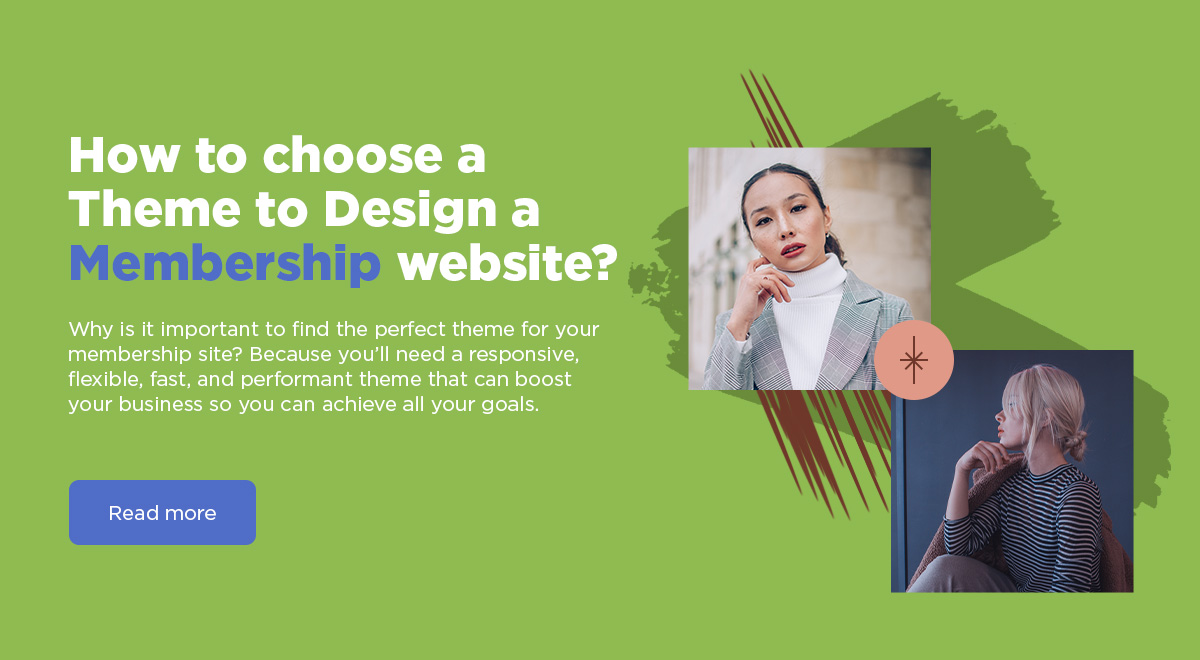 How to choose a
Theme to Design a
Membership website?
Why is it important to find the perfect theme for your
membership site? Because you’ll need a responsive,
flexible, fast, and performant theme that can boost
your business so you can achieve all your goals.
Read more